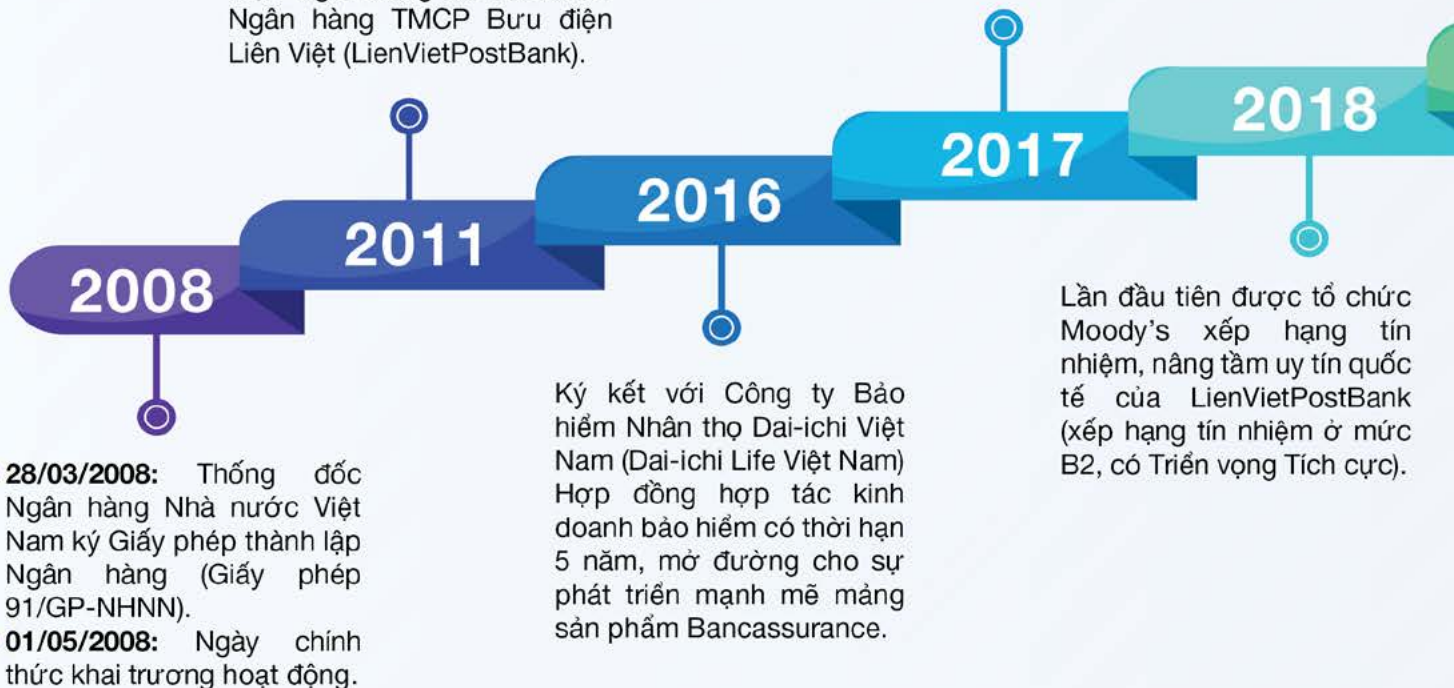 Ngân hàng TMCP Bưu điện
Liên Việt (LienVietPostBank).
2018
2017
2016
2011
2008
Lần đầu tiên được tổ chức
Moody's xếp hạng tín
nhiệm, nâng tầm uy tín quốc
tế của LienVietPostBank
(xếp hạng tín nhiệm ở mức
B2, có Triển vọng Tích cực).
Ký kết với Công ty Bảo
hiểm Nhân thọ Dai-ichi Việt
Nam (Dai-ichi Life Việt Nam)
Hợp đồng hợp tác kinh
doanh bảo hiểm có thời hạn
5 năm, mở đường cho sự
phát triển mạnh mẽ mảng
sản phẩm Bancassurance.
28/03/2008: Thống đốc
Ngân hàng Nhà nước Việt
Nam ký Giấy phép thành lập
Ngân hàng (Giấy phép
91/GP-NHNN).
01/05/2008: Ngày chính
thức khai trương hoạt động.